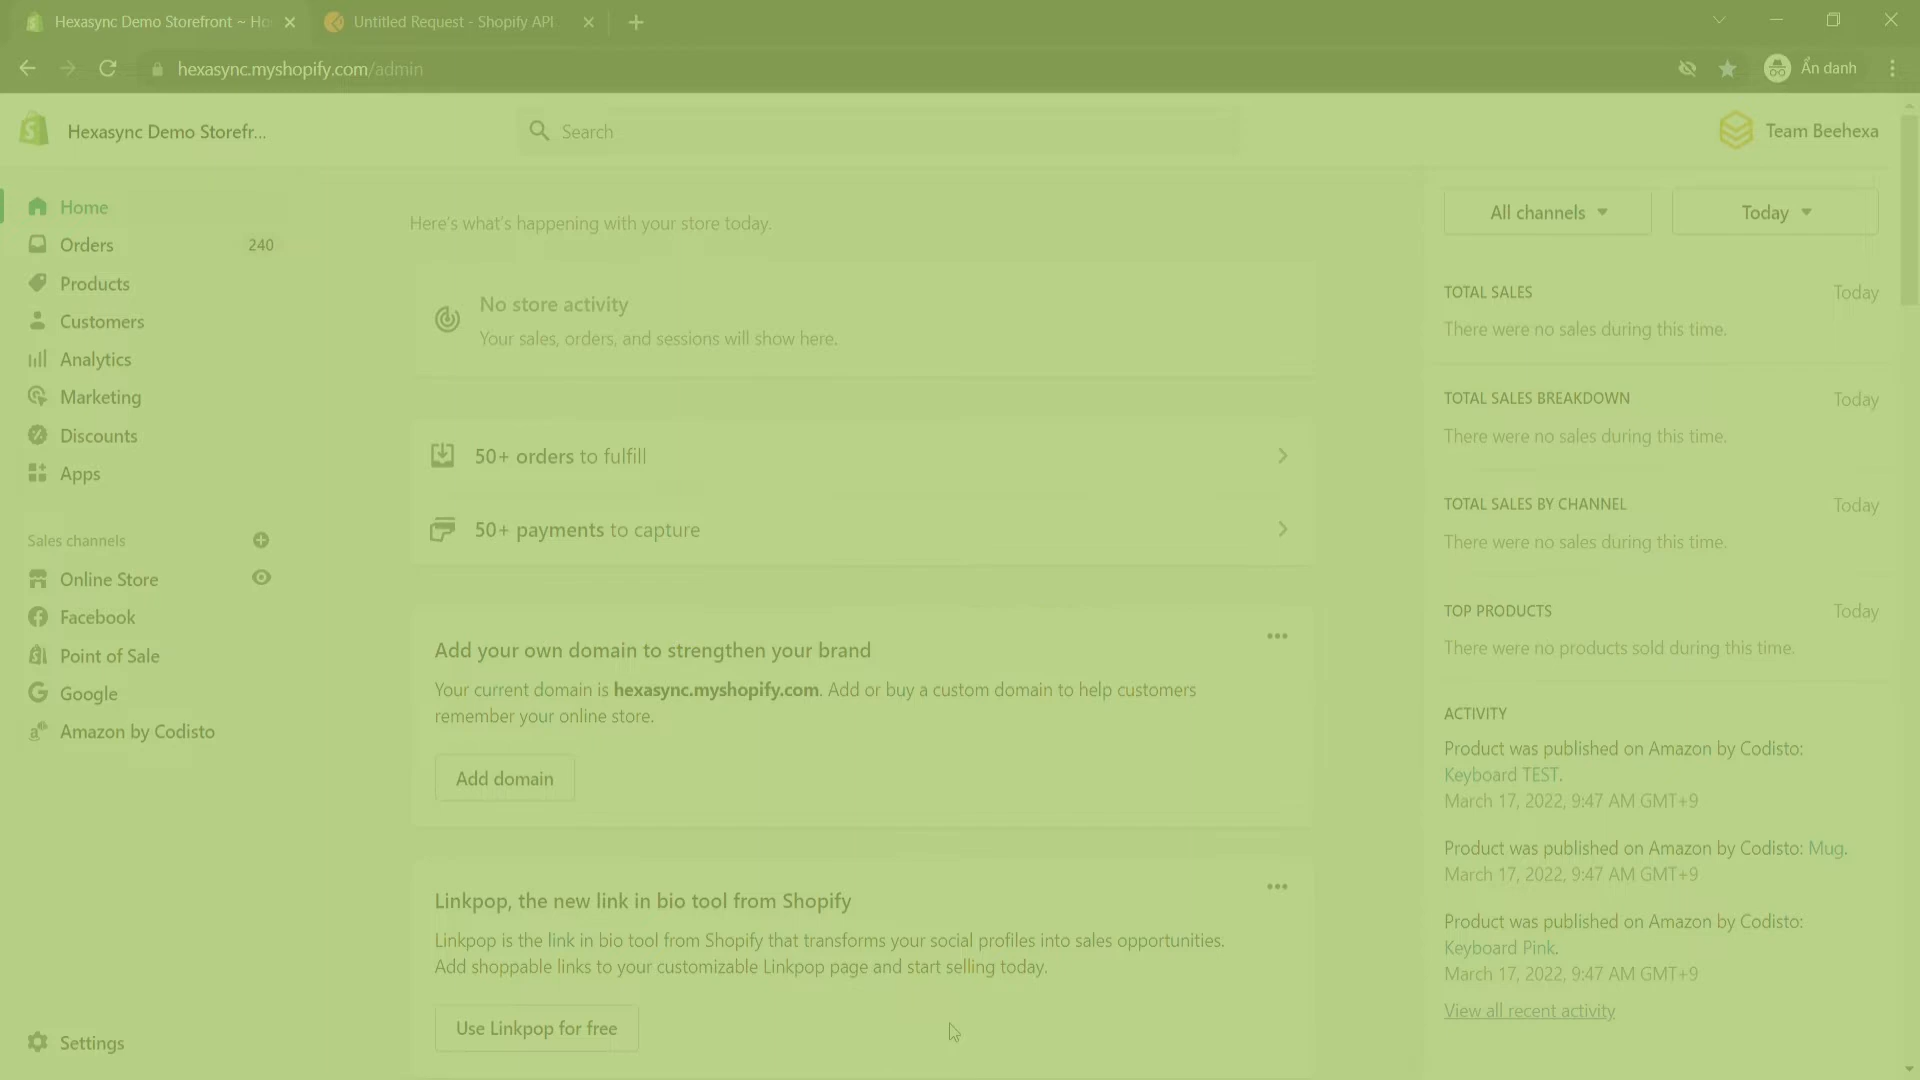 Hexasync Demo Storefront ~ Ho
Untitled Request - Shopify API
hexasync.myshopify.com/admin
Ẩn danh
Hexasync Demo Storefr...
Search
Team Beehexa
Home
Orders
240
Products
Customers
Analytics
Marketing
Discounts
Apps
Sales channels
Online Store
Facebook
Point of Sale
Google
Amazon by Codisto
Settings
Here's what's happening with your store today.
No store activity
Your sales, orders, and sessions will show here.
50+ orders to fulfill
50+ payments to capture
Add your own domain to strengthen your brand
Your current domain is hexasync.myshopify.com. Add or buy a custom domain to help customers
remember your online store.
Add domain
Linkpop, the new link in bio tool from Shopify
Linkpop is the link in bio tool from Shopify that transforms your social profiles into sales opportunities.
Add shoppable links to your customizable Linkpop page and start selling today.
Use Linkpop for free
All channels
Today
TOTAL SALES
Today
There were no sales during this time.
TOTAL SALES BREAKDOWN
Today
There were no sales during this time.
TOTAL SALES BY CHANNEL
Today
There were no sales during this time.
TOP PRODUCTS
Today
There were no products sold during this time.
ACTIVITY
Product was published on Amazon by Codisto:
Keyboard TEST.
March 17, 2022, 9:47 AM GMT+9
Product was published on Amazon by Codisto: Mug.
March 17, 2022, 9:47 AM GMT+9
Product was published on Amazon by Codisto:
Keyboard Pink.
March 17, 2022, 9:47 AM GMT+9
View all recent activity